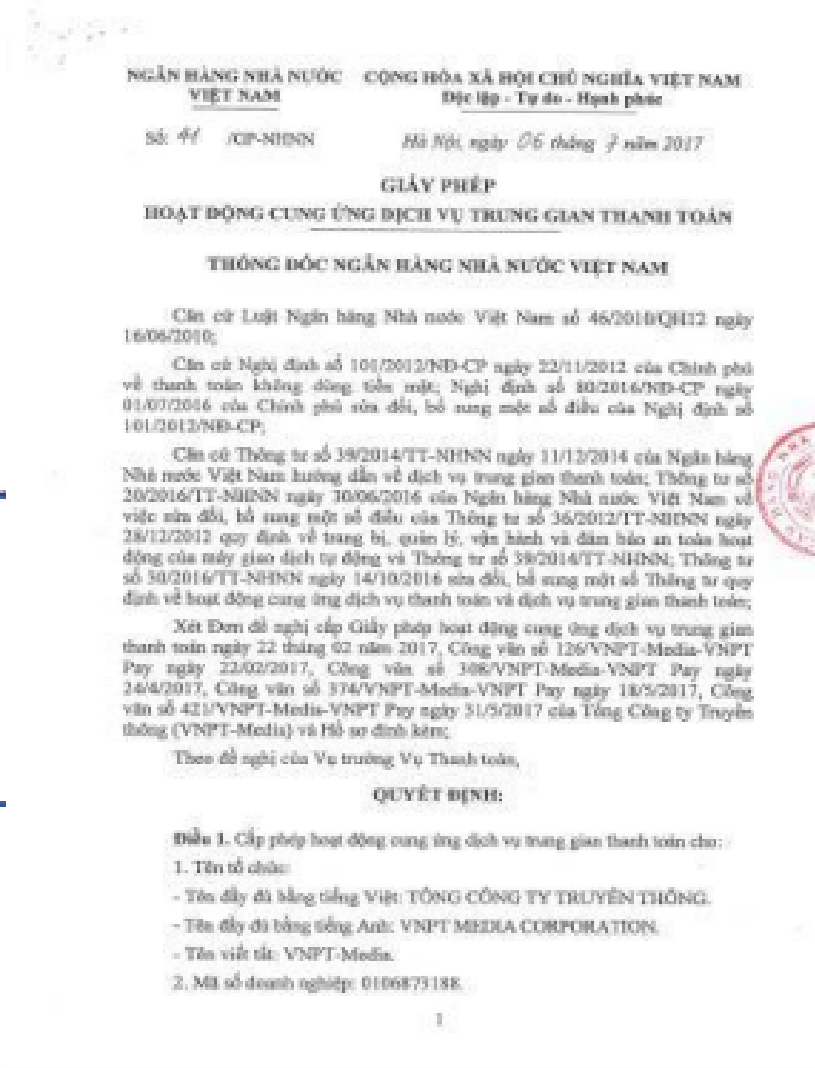 NGÂN HÀNG NHÀ NƯỚC
VIỆT NAM
CỘNG HÒA XÃ HỘI CHỦ NGHĨA VIỆT NAM
Độc lập - Tự do - Hạnh phúc
Số: 41 /GP-NHNN
Hà Nội, ngày 06 tháng 7 năm 2017
GIẤY PHÉP
HOẠT ĐỘNG CUNG ỨNG DỊCH VỤ TRUNG GIAN THANH TOÁN
THỐNG ĐỐC NGÂN HÀNG NHÀ NƯỚC VIỆT NAM
Căn cứ Luật Ngân hàng Nhà nước Việt Nam số 46/2010/QH12 ngày
16/06/2010;
Căn cứ Nghị định số 101/2012/NĐ-CP ngày 22/11/2012 của Chính phủ
về thanh toán không dùng tiền mặt; Nghị định số 80/2016/NĐ-CP ngày
01/07/2016 của Chính phủ sửa đổi, bổ sung một số điều của Nghị định số
101/2012/NĐ-CP;
Căn cứ Thông tư số 39/2014/TT-NHNN ngày 11/12/2014 của Ngân hàng
Nhà nước Việt Nam hướng dẫn về dịch vụ trung gian thanh toán; Thông tư số
20/2016/TT-NHNN ngày 30/06/2016 của Ngân hàng Nhà nước Việt Nam về
việc sửa đổi, bổ sung một số điều của Thông tư số 36/2012/TT-NHNN ngày
28/12/2012 quy định về trang bị, quản lý, vận hành và đảm bảo an toàn hoạt
động của máy giao dịch tự động và Thông tư số 39/2014/TT-NHNN; Thông tư
số 30/2016/TT-NHNN ngày 14/10/2016 sửa đổi, bổ sung một số Thông tư quy
định về hoạt động cung ứng dịch vụ thanh toán và dịch vụ trung gian thanh toán;
Xét Đơn đề nghị cấp Giấy phép hoạt động cung ứng dịch vụ trung gian
thanh toán ngày 22 tháng 02 năm 2017, Công văn số 126/VNPT-Media-VNPT
Pay ngày 22/02/2017, Công văn số 308/VNPT-Media-VNPT Pay ngày
24/4/2017, Công văn số 374/VNPT-Media-VNPT Pay ngày 18/5/2017, Công
văn số 421/VNPT-Media-VNPT Pay ngày 31/5/2017 của Tổng Công ty Truyền
thông (VNPT-Media) và Hồ sơ đính kèm;
Theo đề nghị của Vụ trưởng Vụ Thanh toán,
QUYẾT ĐỊNH:
Điều 1. Cấp phép hoạt động cung ứng dịch vụ trung gian thanh toán cho:
1. Tên tổ chức:
- Tên đầy đủ bằng tiếng Việt: TỔNG CÔNG TY TRUYỀN THÔNG.
- Tên đầy đủ bằng tiếng Anh: VNPT MEDIA CORPORATION.
- Tên viết tắt: VNPT-Media.
2. Mã số doanh nghiệp: 0106873188.
1